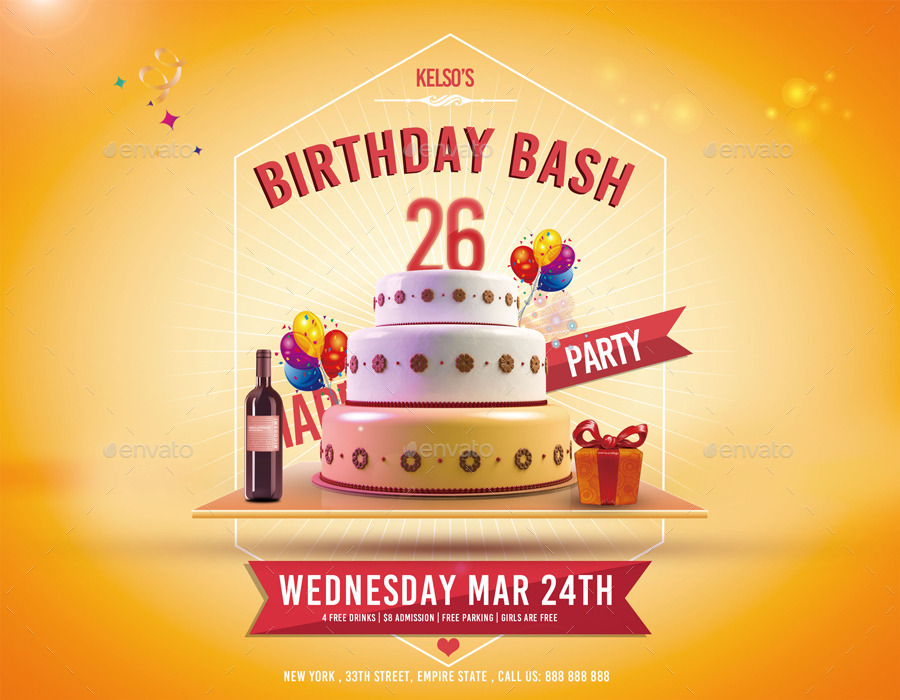 KELSO'S
BIRTHDAY BASH
26
PARTY
WEDNESDAY MAR 24TH
4 FREE DRINKS | $8 ADMISSION | FREE PARKING | GIRLS ARE FREE
NEW YORK , 33TH STREET, EMPIRE STATE , CALL US: 888 888 888
envato
envato
envato
envato
envato
envato
envato